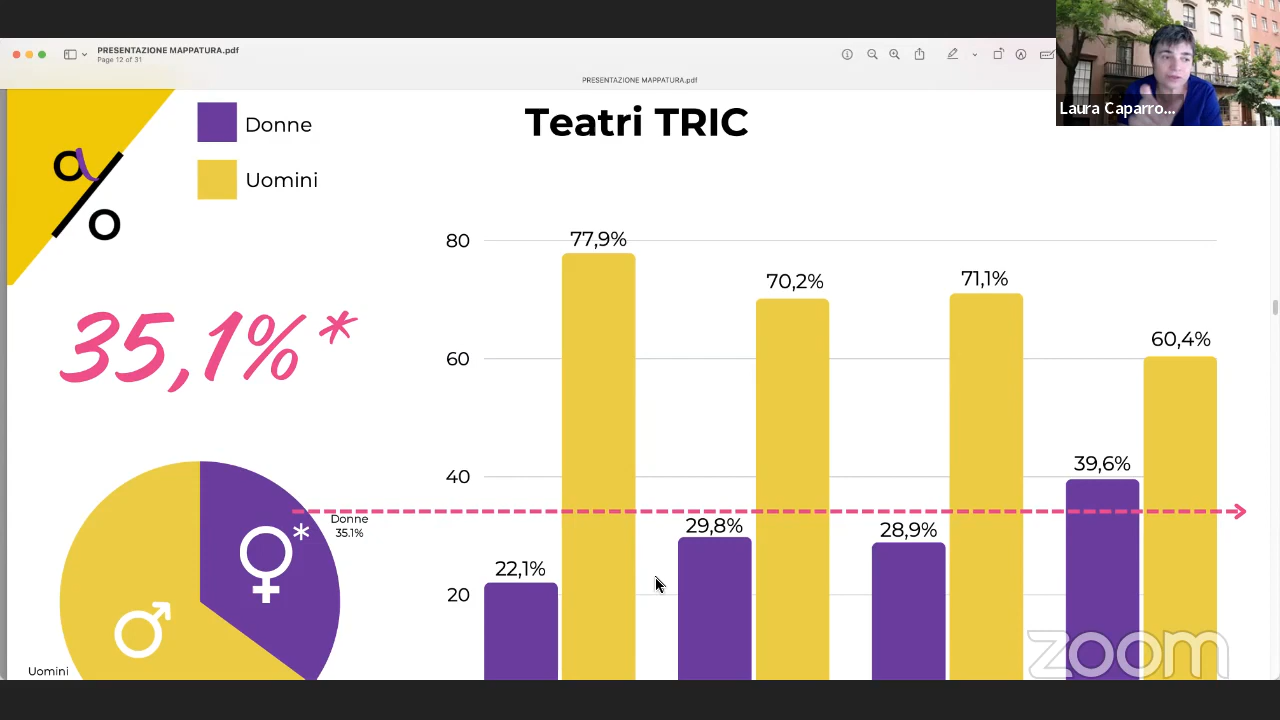 PRESENTAZIONE MAPPATURA.pdf
Page 12 of 31
PRESENTAZIONE MAPPATURA.pdf
Laura Caparro...
Donne
Uomini
Teatri TRIC
35,1%*
80
60
40
20
77,9%
70,2%
71,1%
60,4%
39,6%
29,8%
28,9%
22,1%
Donne
35.1%
*
Uomini
zoom